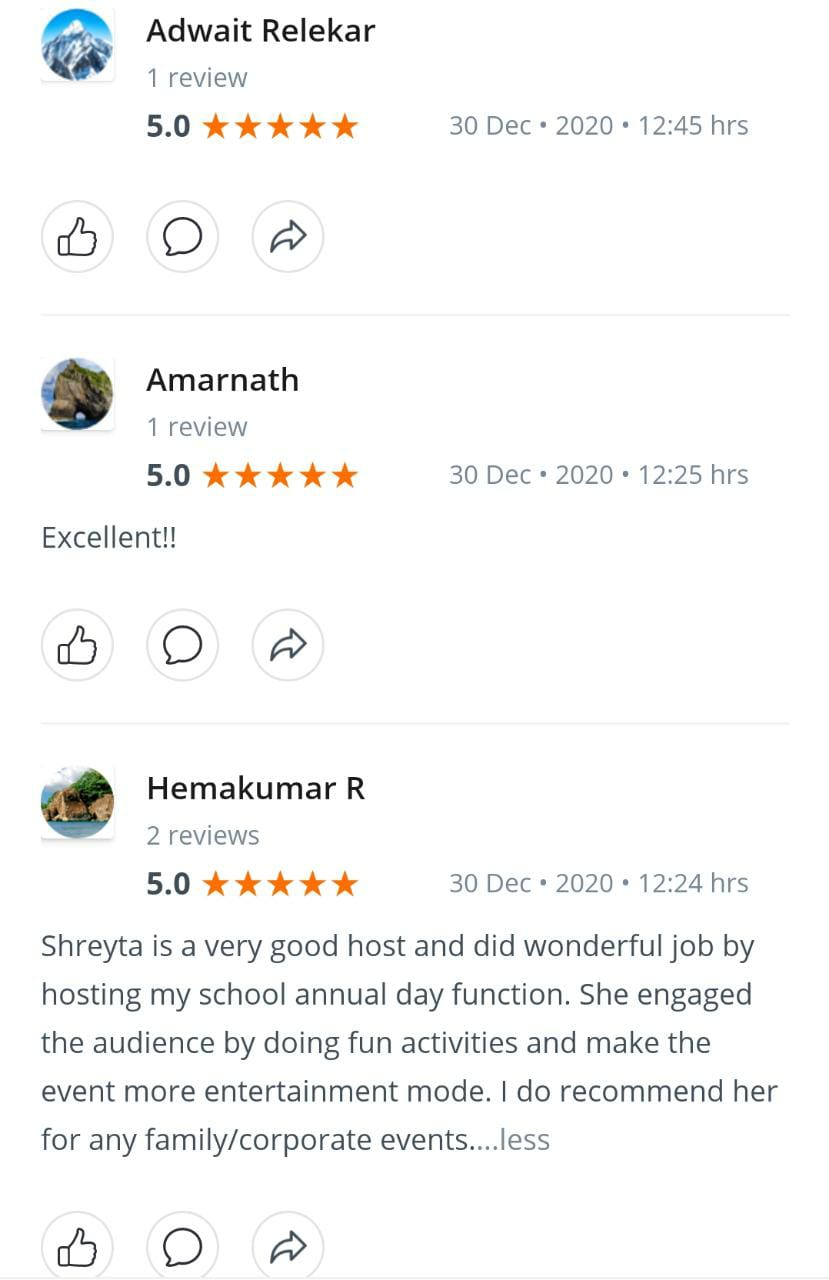 Adwait Relekar
1 review
5.0 ★★★★★ 30 Dec • 2020 • 12:45 hrs
Amarnath
1 review
5.0 ★★★★★ 30 Dec • 2020 • 12:25 hrs
Excellent!!
Hemakumar R
2 reviews
5.0 ★★★★★ 30 Dec • 2020 • 12:24 hrs
Shreyta is a very good host and did wonderful job by
hosting my school annual day function. She engaged
the audience by doing fun activities and make the
event more entertainment mode. I do recommend her
for any family/corporate events....less